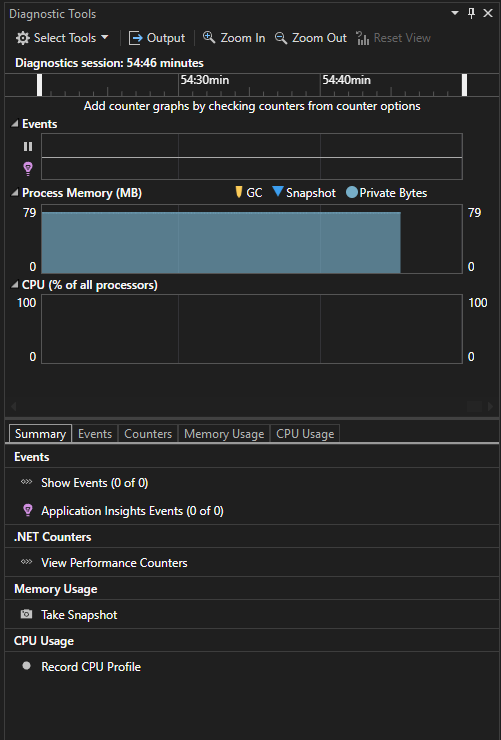 Diagnostic Tools
Select Tools Output Zoom In Zoom Out Reset View
Diagnostics session: 54:46 minutes
54:30min 54:40min
Add counter graphs by checking counters from counter options
Events
Process Memory (MB) GC Snapshot Private Bytes
79 79
0 0
CPU (% of all processors)
100 100
0 0
Summary Events Counters Memory Usage CPU Usage
Events
Show Events (0 of 0)
Application Insights Events (0 of 0)
.NET Counters
View Performance Counters
Memory Usage
Take Snapshot
CPU Usage
Record CPU Profile